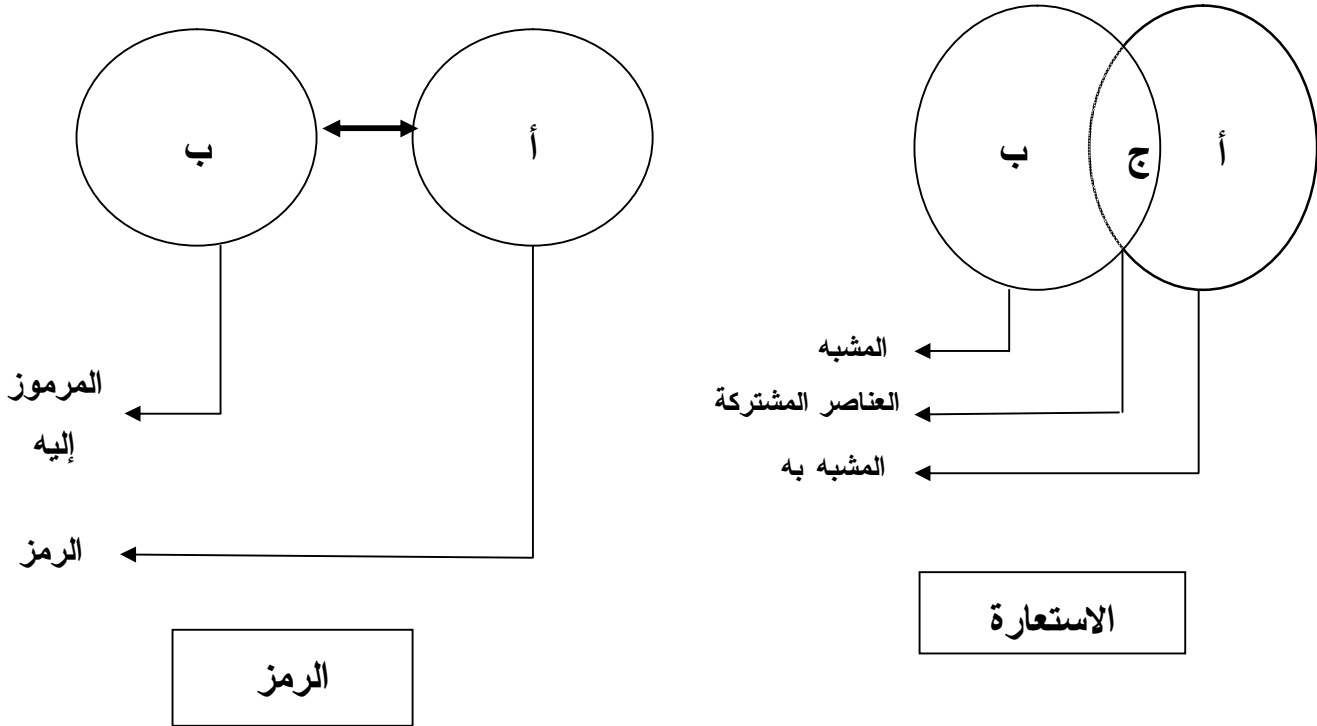 أ
ج
ب
المشبه
العناصر المشتركة
المشبه به
الاستعارة
أ
ب
المرموز
إليه
الرمز
الرمز